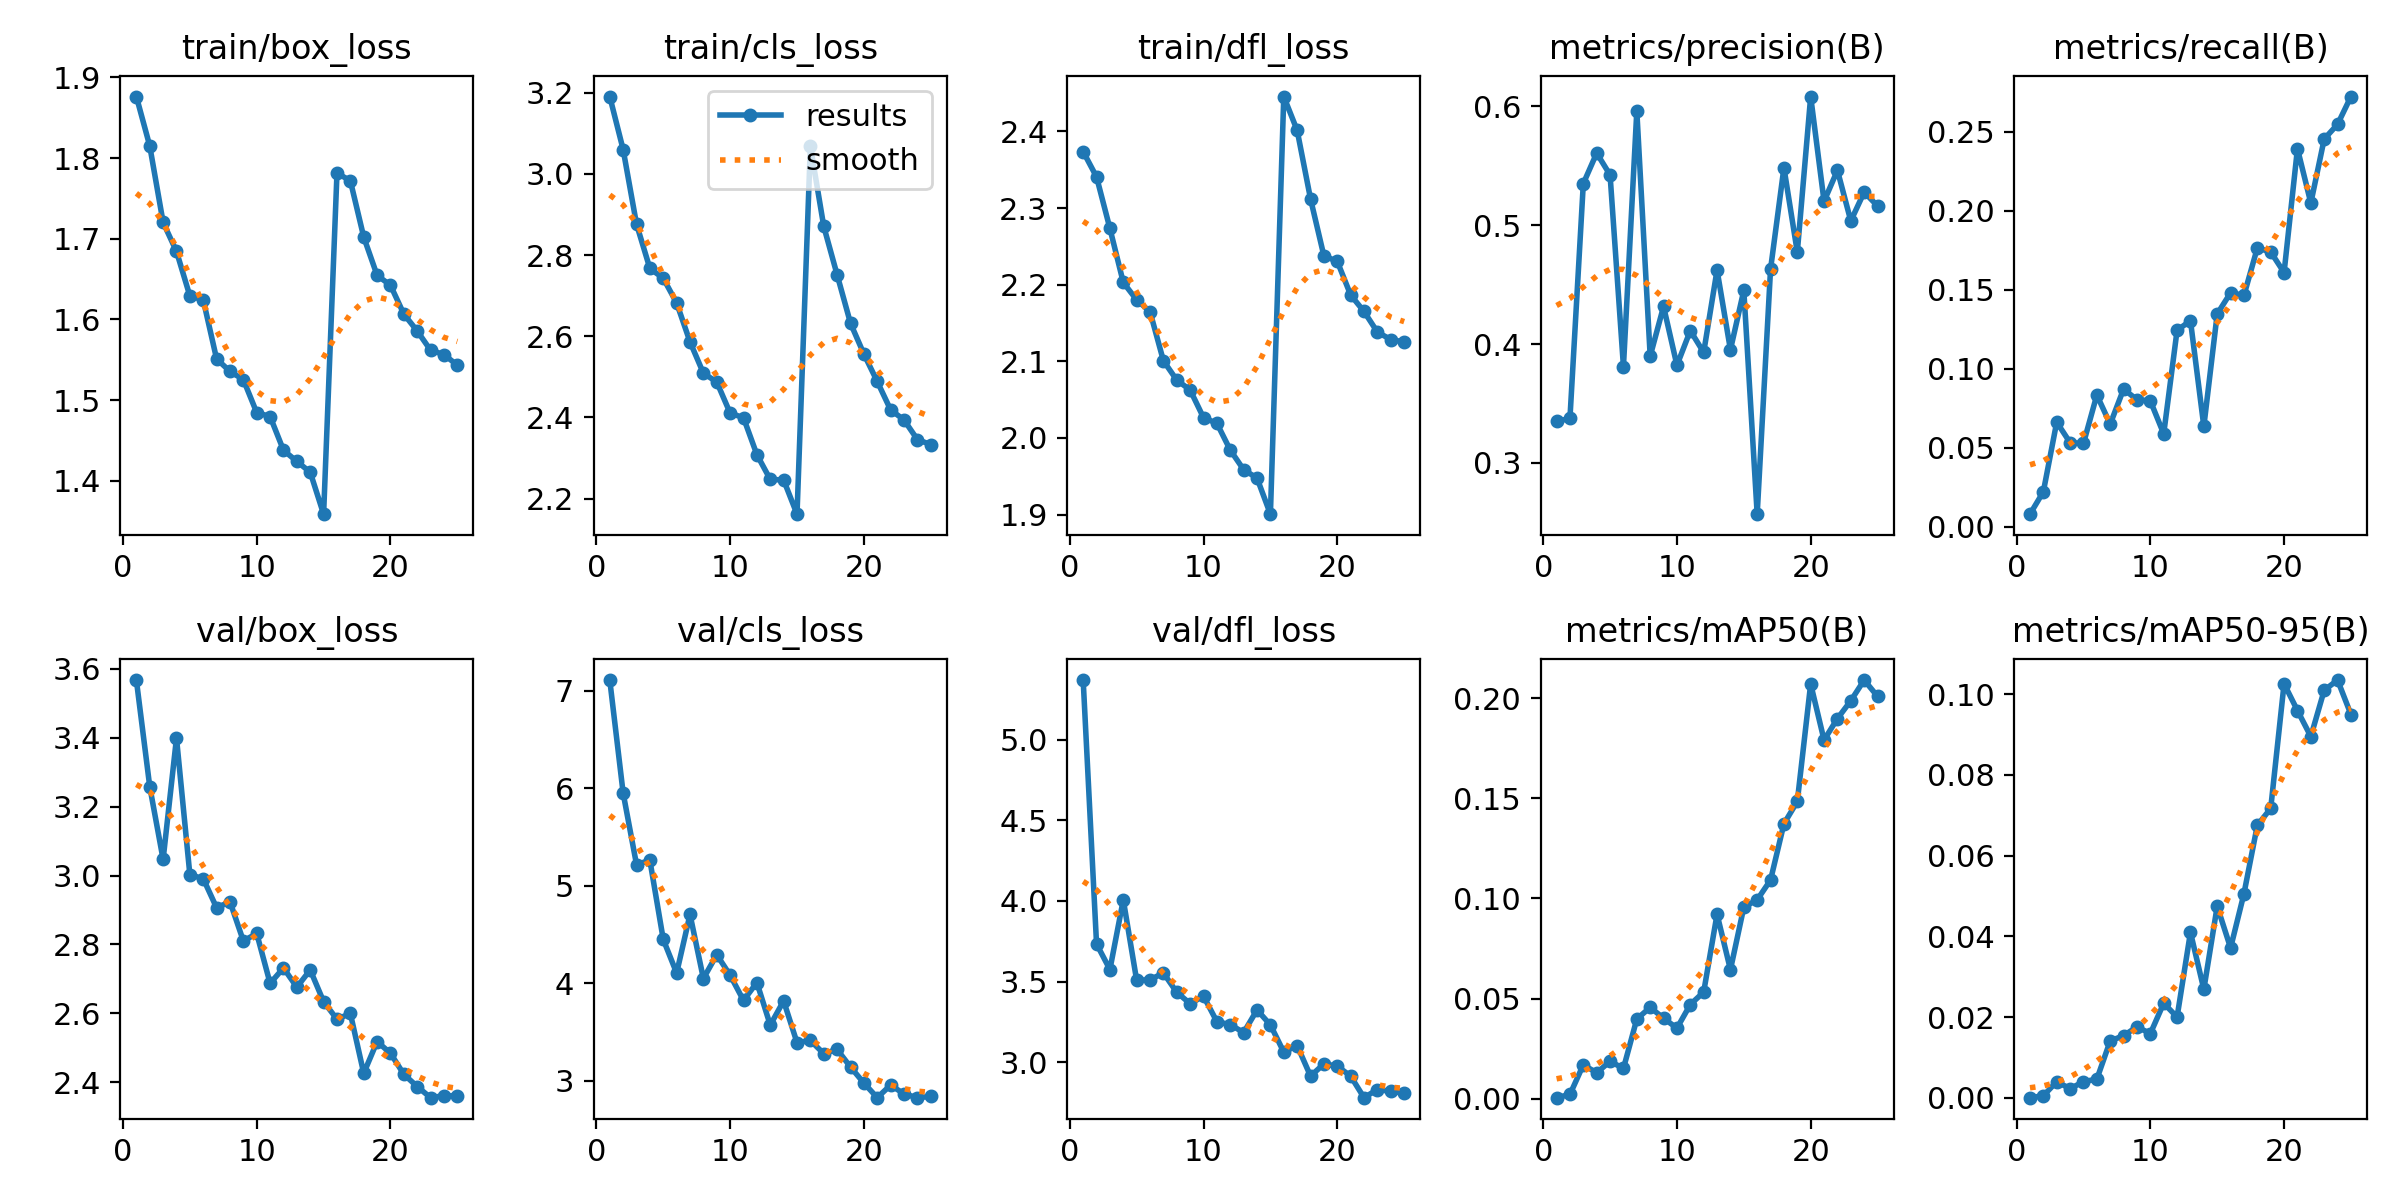 train/box_loss
1.9
1.8
1.7
1.6
1.5
1.4
0 10 20
train/cls_loss
results
smooth
3.2
3.0
2.8
2.6
2.4
2.2
0 10 20
train/dfl_loss
2.4
2.3
2.2
2.1
2.0
1.9
0 10 20
metrics/precision(B)
0.6
0.5
0.4
0.3
0 10 20
metrics/recall(B)
0.25
0.20
0.15
0.10
0.05
0.00
0 10 20
val/box_loss
3.6
3.4
3.2
3.0
2.8
2.6
2.4
0 10 20
val/cls_loss
7
6
5
4
3
0 10 20
val/dfl_loss
5.0
4.5
4.0
3.5
3.0
0 10 20
metrics/mAP50(B)
0.20
0.15
0.10
0.05
0.00
0 10 20
metrics/mAP50-95(B)
0.10
0.08
0.06
0.04
0.02
0.00
0 10 20